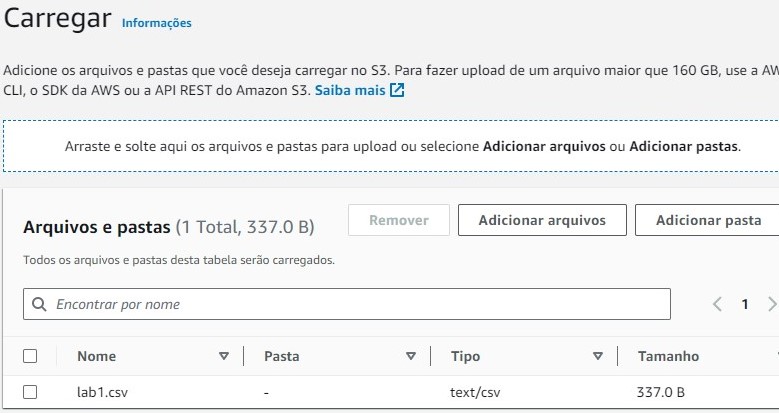 Carregar Informações
Adicione os arquivos e pastas que você deseja carregar no S3. Para fazer upload de um arquivo maior que 160 GB, use a AW
CLI, o SDK da AWS ou a API REST do Amazon S3. Saiba mais
Arraste e solte aqui os arquivos e pastas para upload ou selecione Adicionar arquivos ou Adicionar pastas.
Arquivos e pastas (1 Total, 337.0 B) Remover Adicionar arquivos Adicionar pasta
Todos os arquivos e pastas desta tabela serão carregados.
Encontrar por nome 1
Nome Pasta Tipo Tamanho
lab1.csv - text/csv 337.0 B